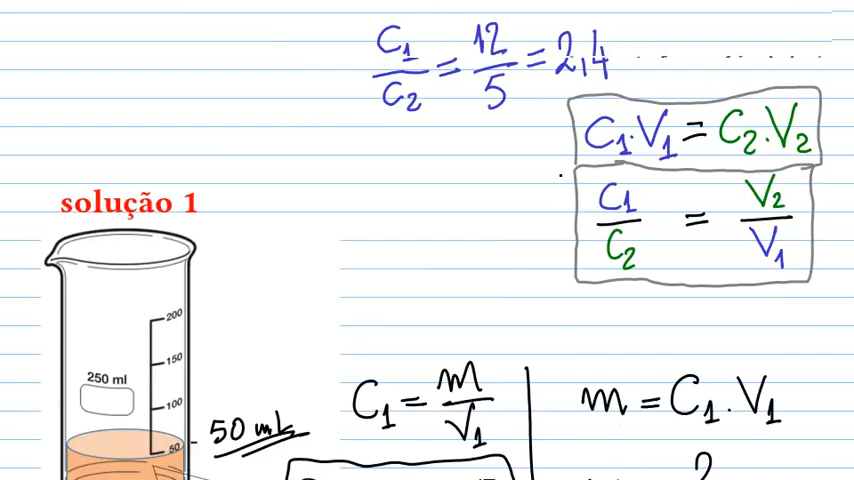 C₁/C₂ = 12/5 = 2,4
C₁.V₁ = C₂.V₂
C₁/C₂ = V₂/V₁
solução 1
200
150
250 ml
100
50
50 mL
C₁ = m/V₁
m = C₁.V₁